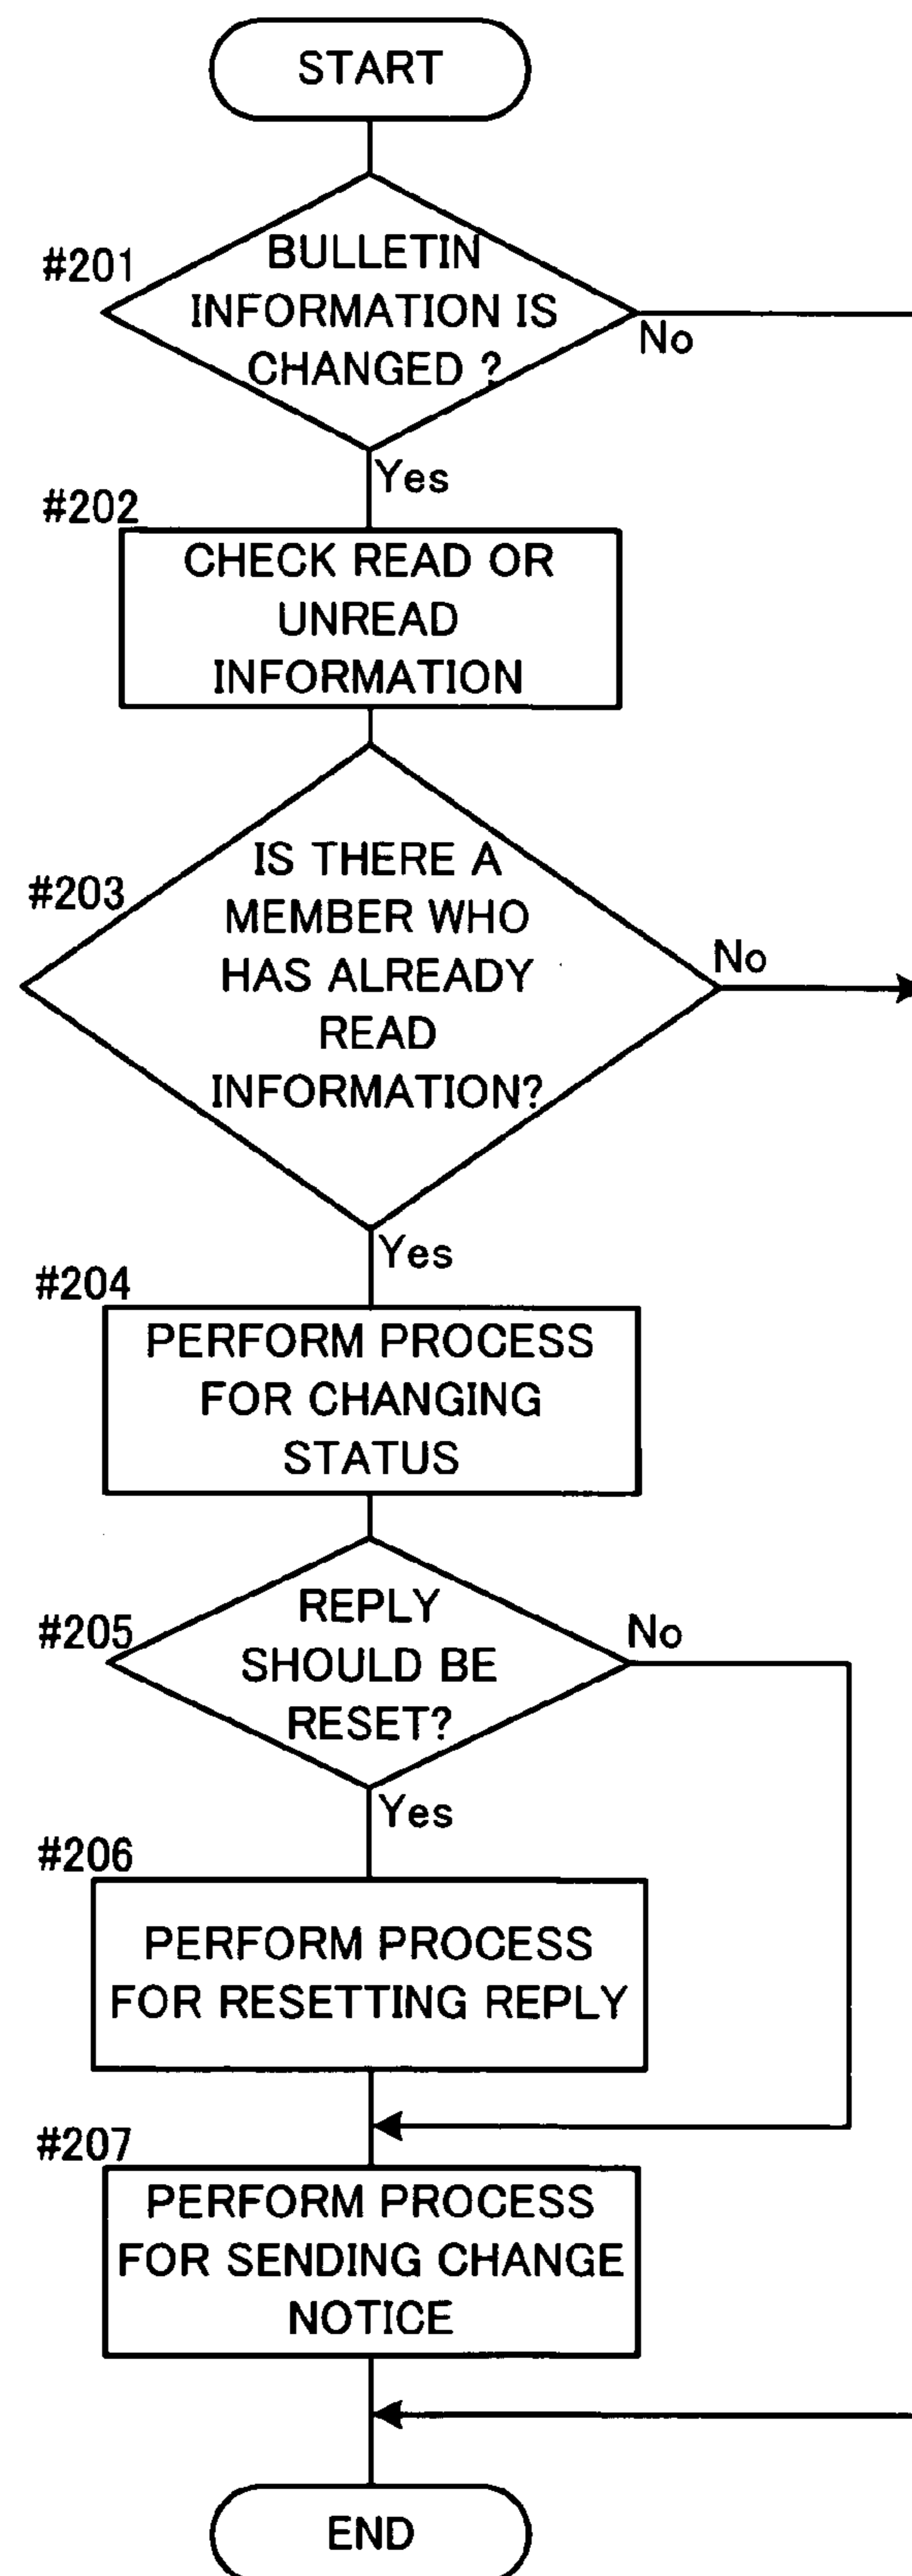 START
#201
BULLETIN
INFORMATION IS
CHANGED ?
No
Yes
#202
CHECK READ OR
UNREAD
INFORMATION
#203
IS THERE A
MEMBER WHO
HAS ALREADY
READ
INFORMATION?
No
Yes
#204
PERFORM PROCESS
FOR CHANGING
STATUS
#205
REPLY
SHOULD BE
RESET?
No
Yes
#206
PERFORM PROCESS
FOR RESETTING REPLY
#207
PERFORM PROCESS
FOR SENDING CHANGE
NOTICE
END